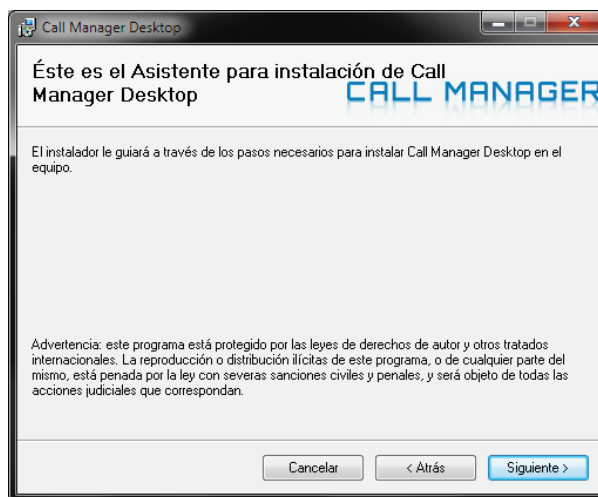 Call Manager Desktop
Éste es el Asistente para instalación de Call
Manager Desktop
CALL MANAGER
El instalador le guiará a través de los pasos necesarios para instalar Call Manager Desktop en el
equipo.
Advertencia: este programa está protegido por las leyes de derechos de autor y otros tratados
internacionales. La reproducción o distribución ilícitas de este programa, o de cualquier parte del
mismo, está penada por la ley con severas sanciones civiles y penales, y será objeto de todas las
acciones judiciales que correspondan.
Cancelar < Atrás Siguiente >